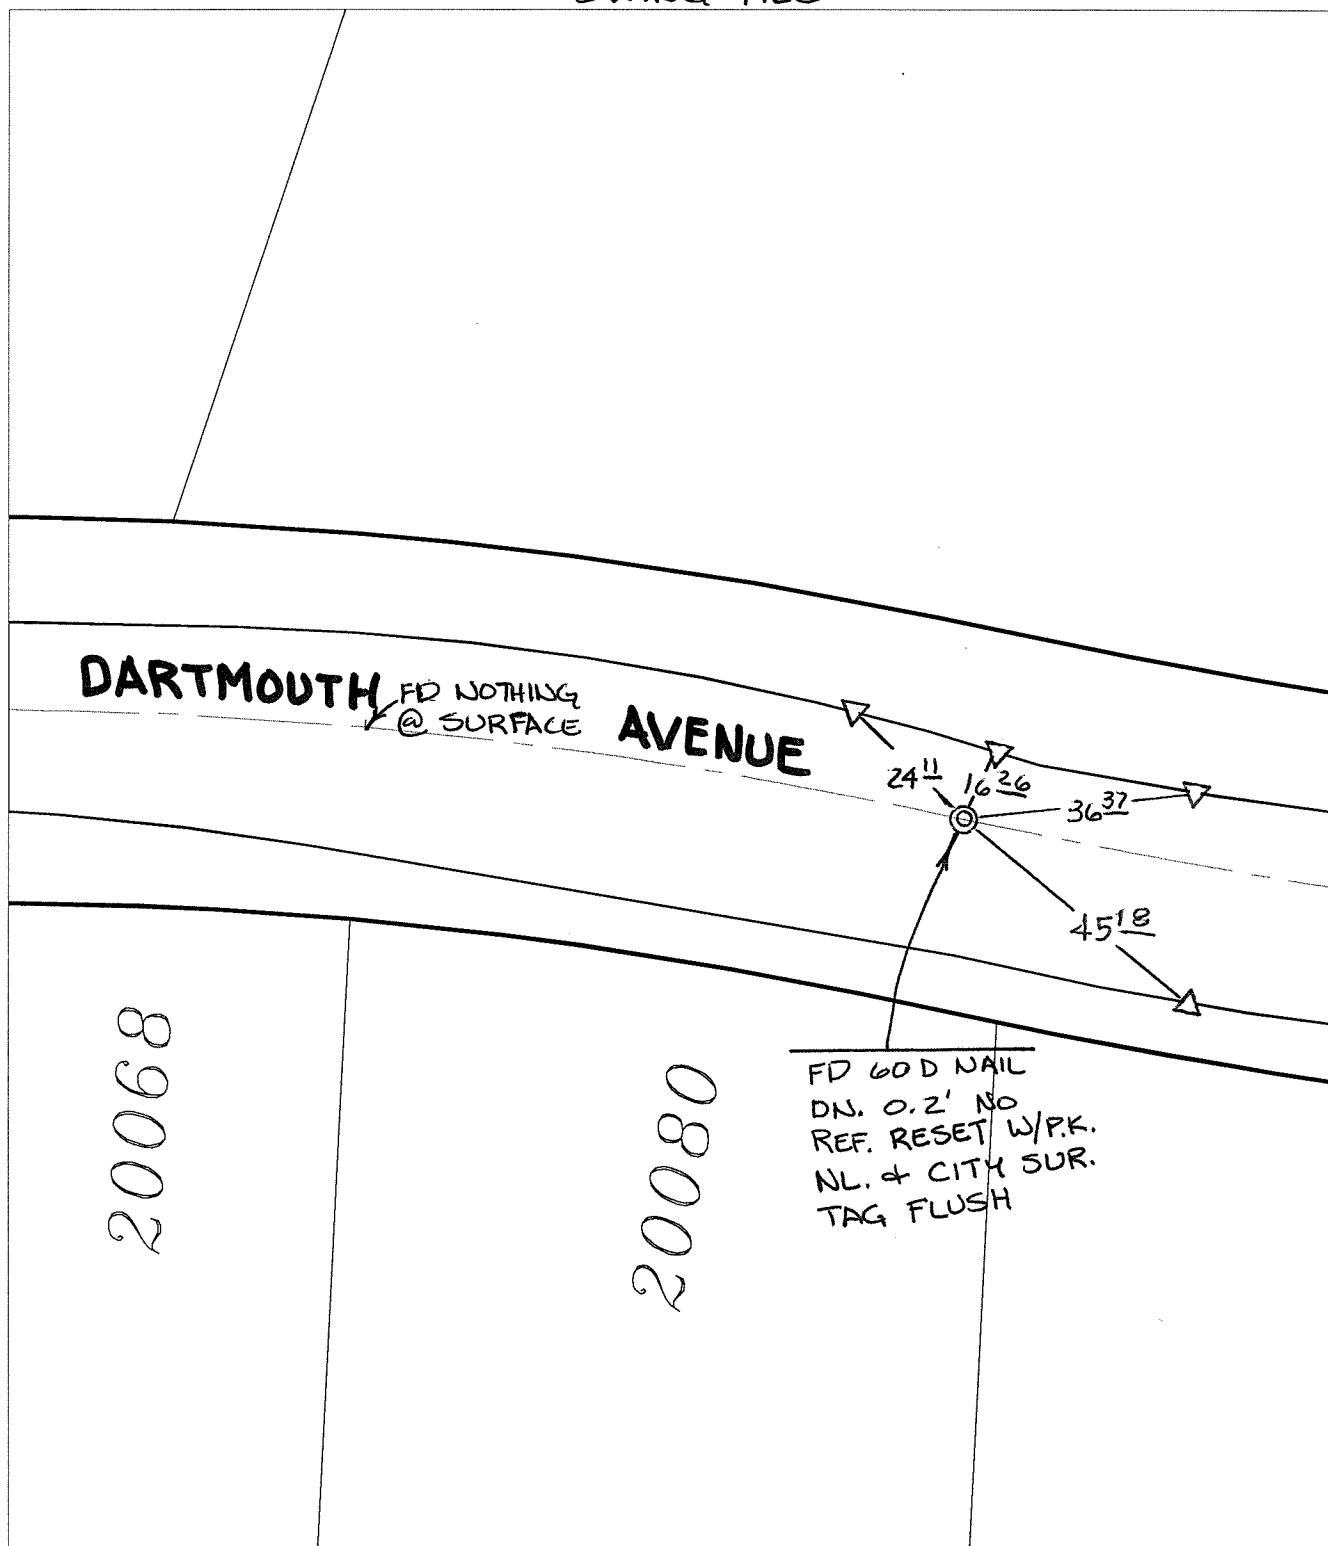 DARTMOUTH AVENUE
FD NOTHING
@ SURFACE
24 11
16 26
36 37
45 18
FD 60 D NAIL
DN. 0.2' NO
REF. RESET W/P.K.
NL. & CITY SUR.
TAG FLUSH
20068
20080